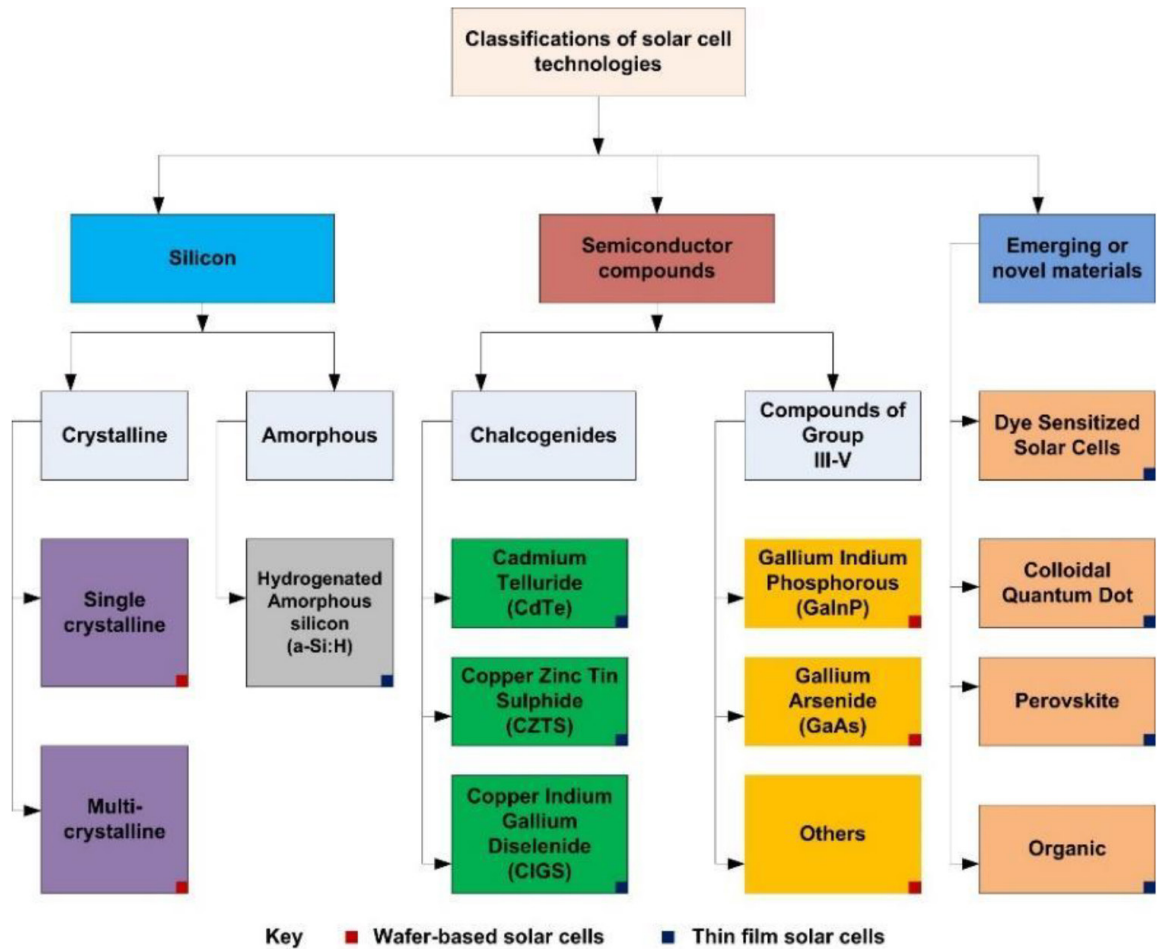 Classifications of solar cell
technologies
Silicon
Semiconductor
compounds
Emerging or
novel materials
Crystalline
Amorphous
Chalcogenides
Compounds of
Group
III-V
Dye Sensitized
Solar Cells
Single
crystalline
Hydrogenated
Amorphous
silicon
(a-Si:H)
Cadmium
Telluride
(CdTe)
Gallium Indium
Phosphorous
(GaInP)
Colloidal
Quantum Dot
Copper Zinc Tin
Sulphide
(CZTS)
Gallium
Arsenide
(GaAs)
Perovskite
Multi-
crystalline
Copper Indium
Gallium
Diselenide
(CIGS)
Others
Organic
Key Wafer-based solar cells Thin film solar cells